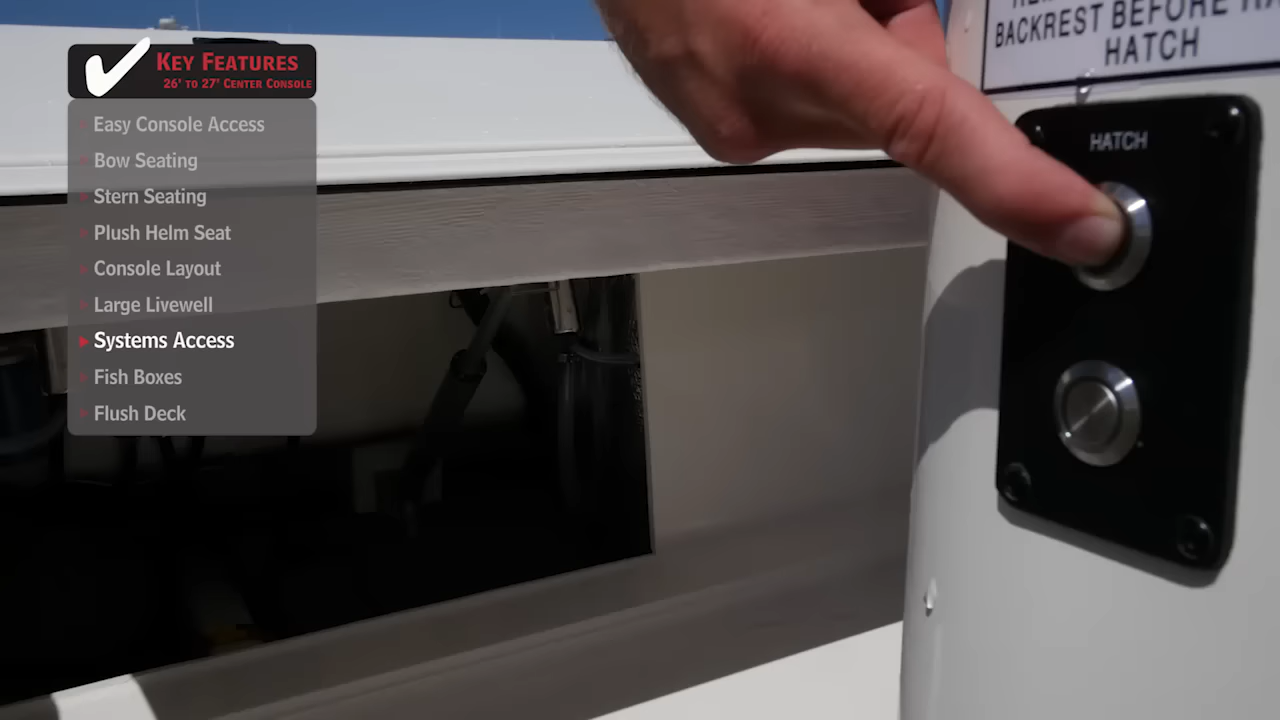 KEY FEATURES
26' TO 27' CENTER CONSOLE
Easy Console Access
Bow Seating
Stern Seating
Plush Helm Seat
Console Layout
Large Livewell
Systems Access
Fish Boxes
Flush Deck
BACKREST BEFORE
HATCH
HATCH